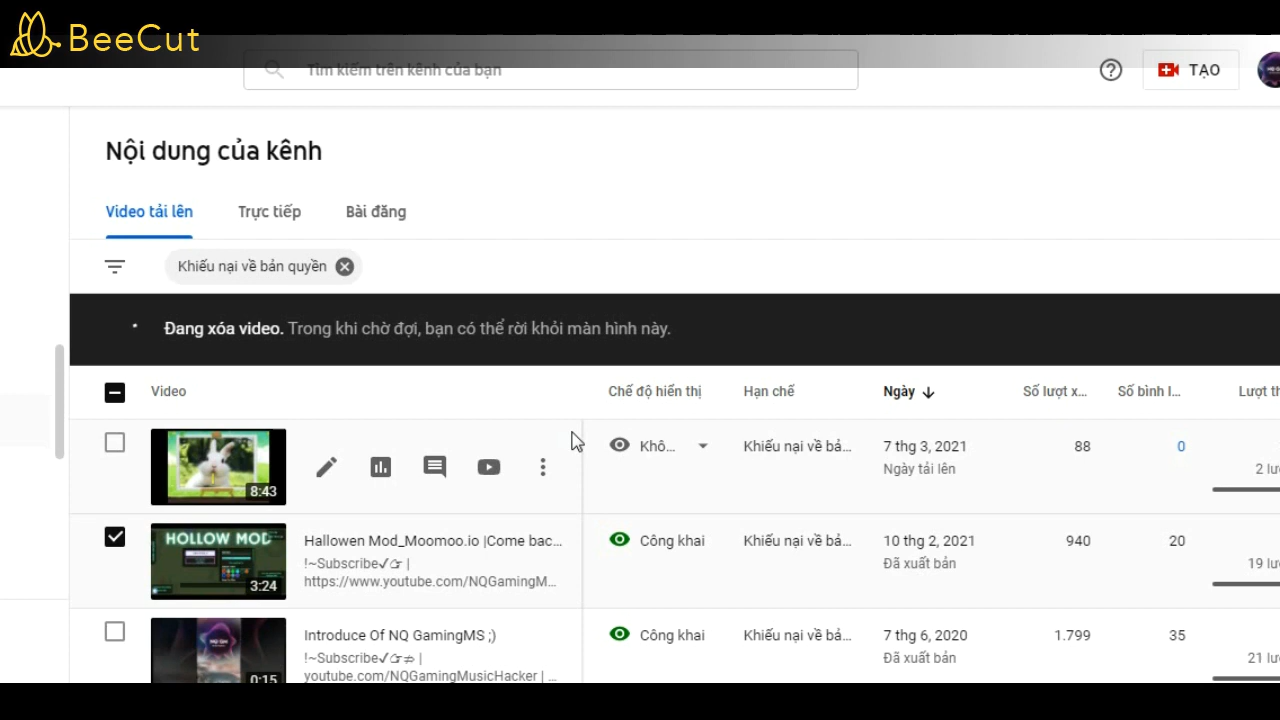 BeeCut
Tìm kiếm trên kênh của bạn
TẠO
Nội dung của kênh
Video tải lên Trực tiếp Bài đăng
Khiếu nại về bản quyền
Đang xóa video. Trong khi chờ đợi, bạn có thể rời khỏi màn hình này.
Video Chế độ hiển thị Hạn chế Ngày Số lượt x... Số bình l... Lượt th
8:43 Khô... Khiếu nại về bả... 7 thg 3, 2021 88 0
Ngày tải lên 2 lư
HOLLOW MOD
Hallowen Mod_Moomoo.io |Come bac... Công khai Khiếu nại về bả... 10 thg 2, 2021 940 20
!~Subscribe✓☞ | Đã xuất bản 19 lư
3:24 https://www.youtube.com/NQGamingM...
Introduce Of NQ GamingMS ;) Công khai Khiếu nại về bả... 7 thg 6, 2020 1.799 35
!~Subscribe✓☞⇏ | Đã xuất bản 21 lư
0:15 youtube.com/NQGamingMusicHacker | ...